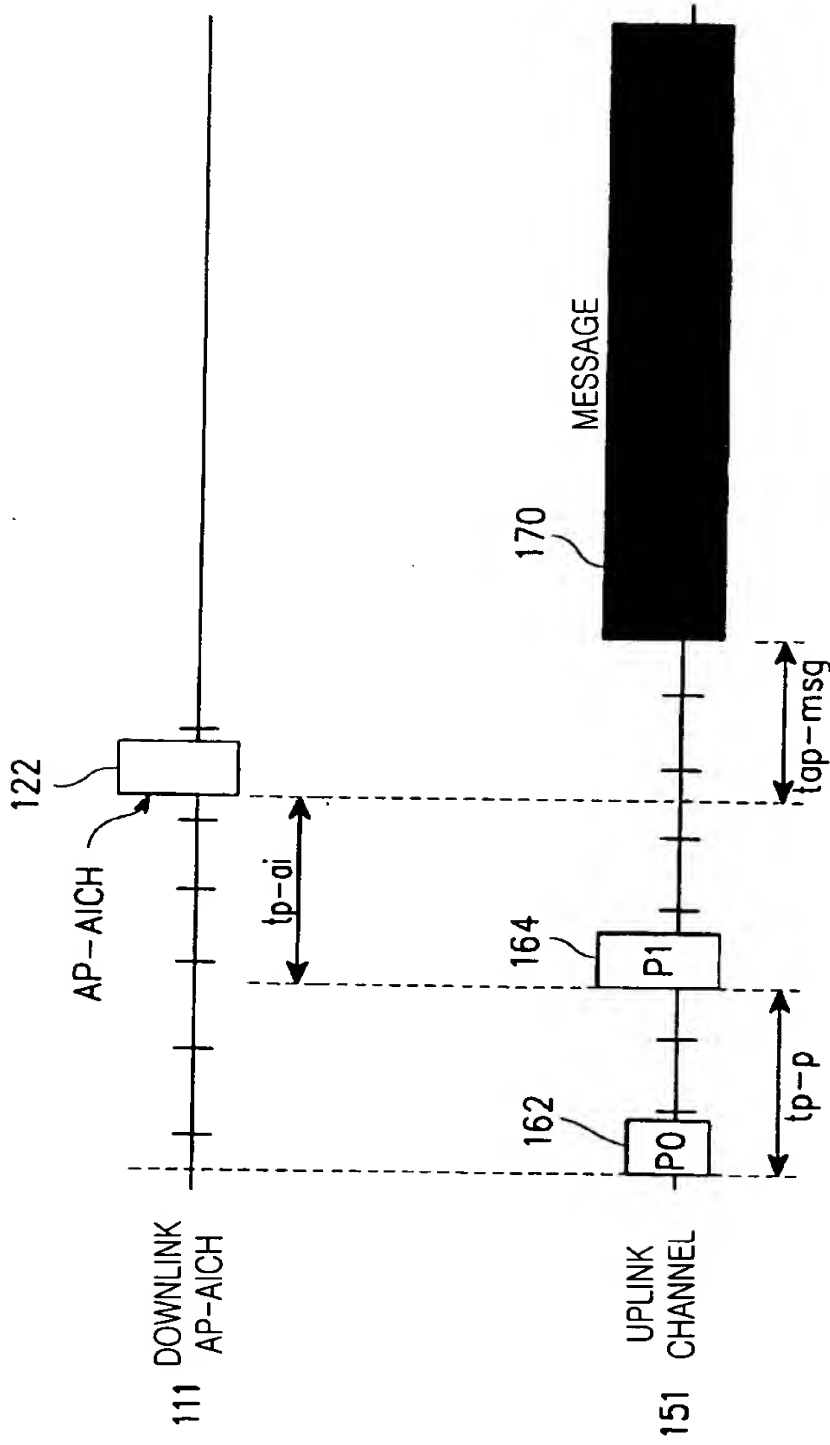 111 DOWNLINK
AP-AICH
AP-AICH
122
tp-ai
151 UPLINK
CHANNEL
162
P0
164
P1
170
MESSAGE
tp-p
tap-msg